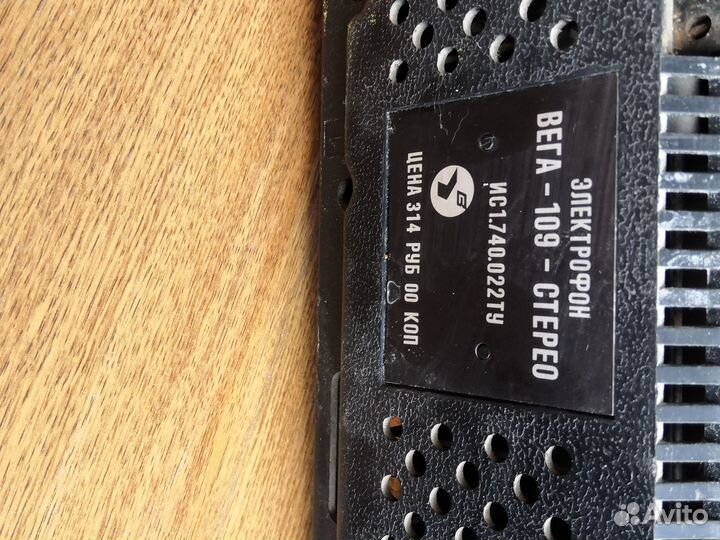 ЭЛЕКТРОФОН
ВЕГА - 109 - СТЕРЕО
ИС1.740.022ТУ
ЦЕНА 314 РУБ 00 КОП
Avito